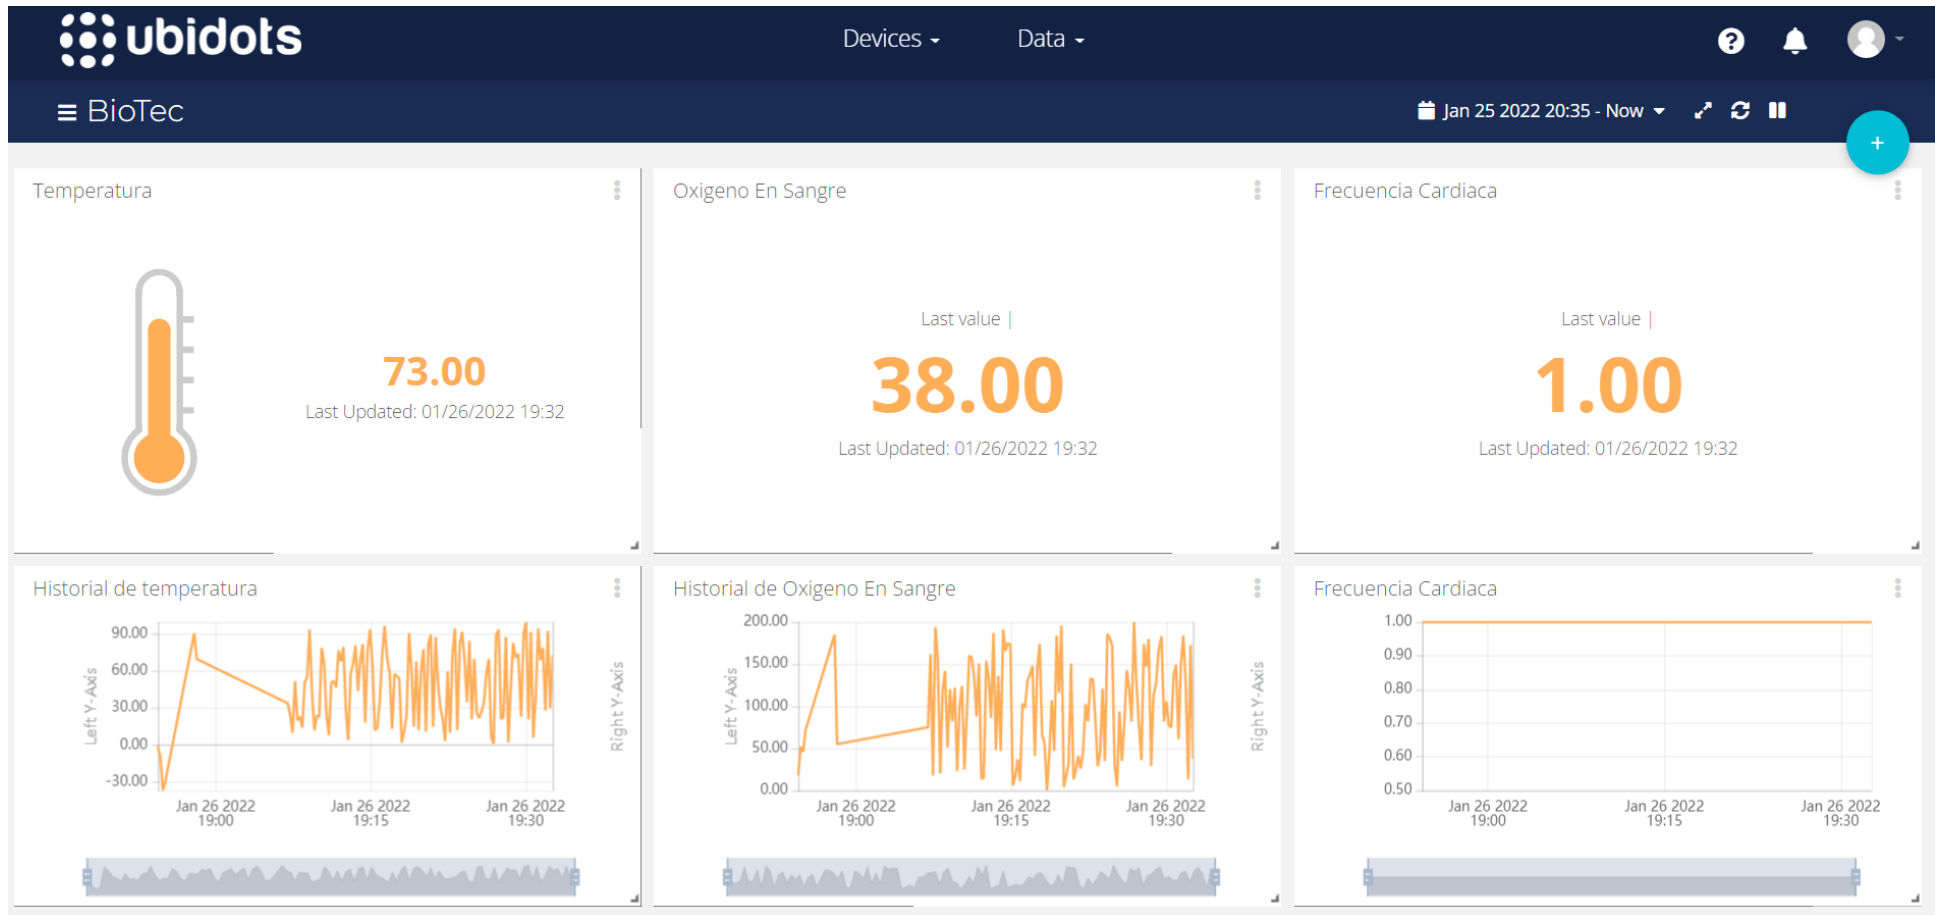 ubidots
Devices
Data
BioTec
Jan 25 2022 20:35 - Now
+
Temperatura
73.00
Last Updated: 01/26/2022 19:32
Oxigeno En Sangre
Last value |
38.00
Last Updated: 01/26/2022 19:32
Frecuencia Cardiaca
Last value |
1.00
Last Updated: 01/26/2022 19:32
Historial de temperatura
Left Y-Axis
90.00
60.00
30.00
0.00
-30.00
Jan 26 2022
19:00
Jan 26 2022
19:15
Jan 26 2022
19:30
Right Y-Axis
Historial de Oxigeno En Sangre
Left Y-Axis
200.00
150.00
100.00
50.00
0.00
Jan 26 2022
19:00
Jan 26 2022
19:15
Jan 26 2022
19:30
Right Y-Axis
Frecuencia Cardiaca
1.00
0.90
0.80
0.70
0.60
0.50
Jan 26 2022
19:00
Jan 26 2022
19:15
Jan 26 2022
19:30